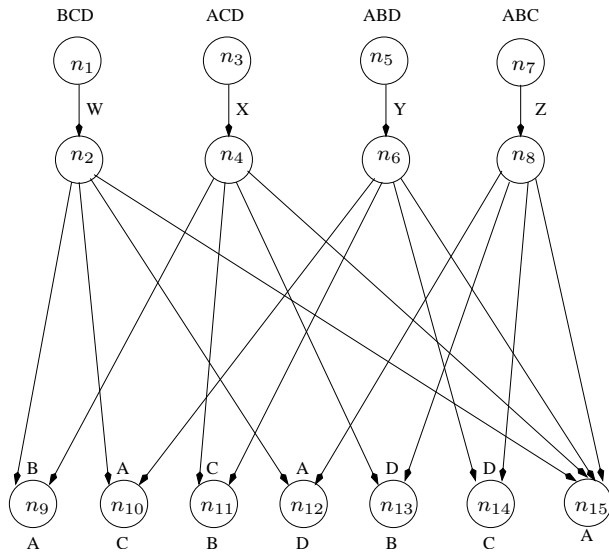 BCD ACD ABD ABC
n1 n3 n5 n7
W X Y Z
n2 n4 n6 n8
B A C A D D
n9 n10 n11 n12 n13 n14 n15
A C B D B C A